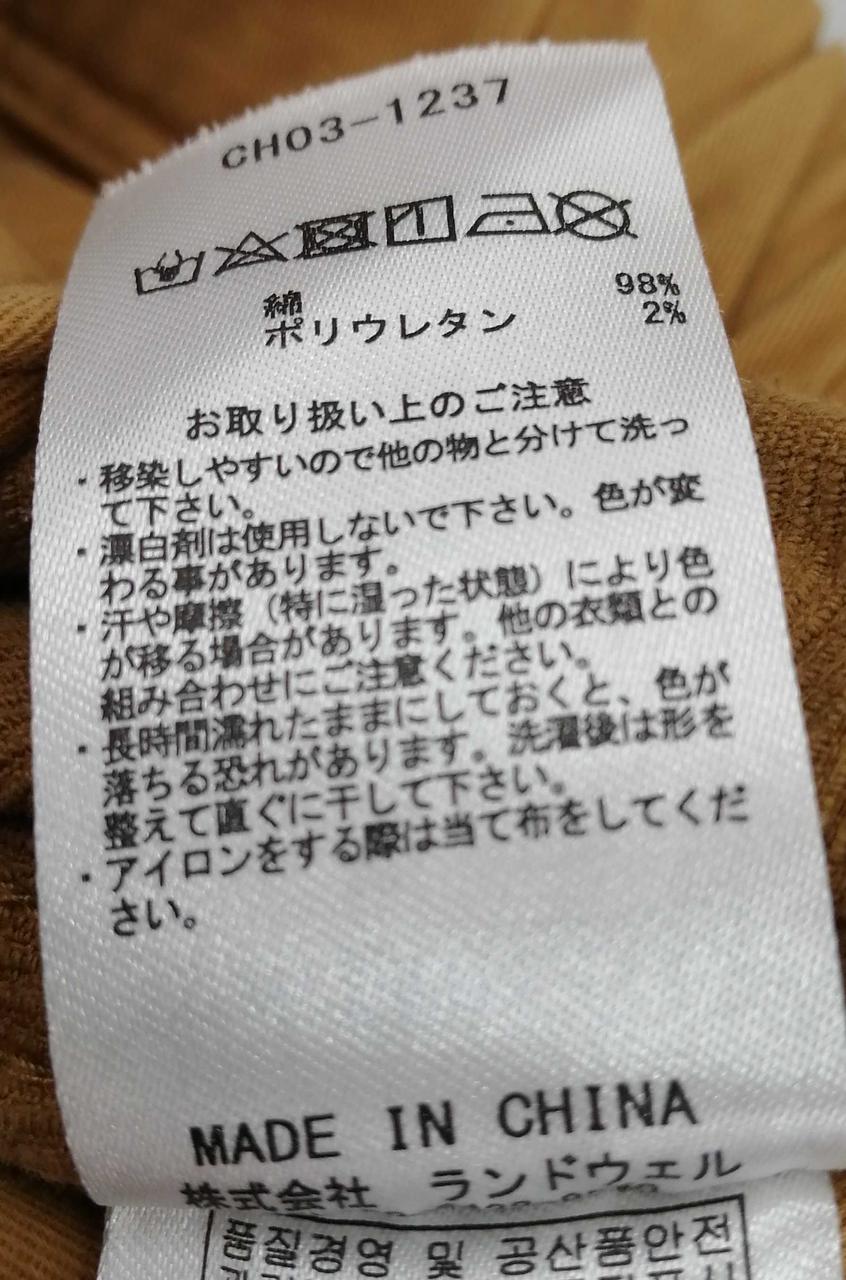 CH03-1237
綿 98%
ポリウレタン 2%
お取り扱い上のご注意
・移染しやすいので他の物と分けて洗っ
て下さい。
・漂白剤は使用しないで下さい。色が変
わる事があります。
・汗や摩擦（特に湿った状態）により色
が移る場合があります。他の衣類との
組み合わせにご注意ください。
・長時間濡れたままにしておくと、色が
落ちる恐れがあります。洗濯後は形を
整えて直ぐに干して下さい。
・アイロンをする際は当て布をしてくだ
さい。
MADE IN CHINA
株式会社 ランドウェル
품질경영 및 공산품안전